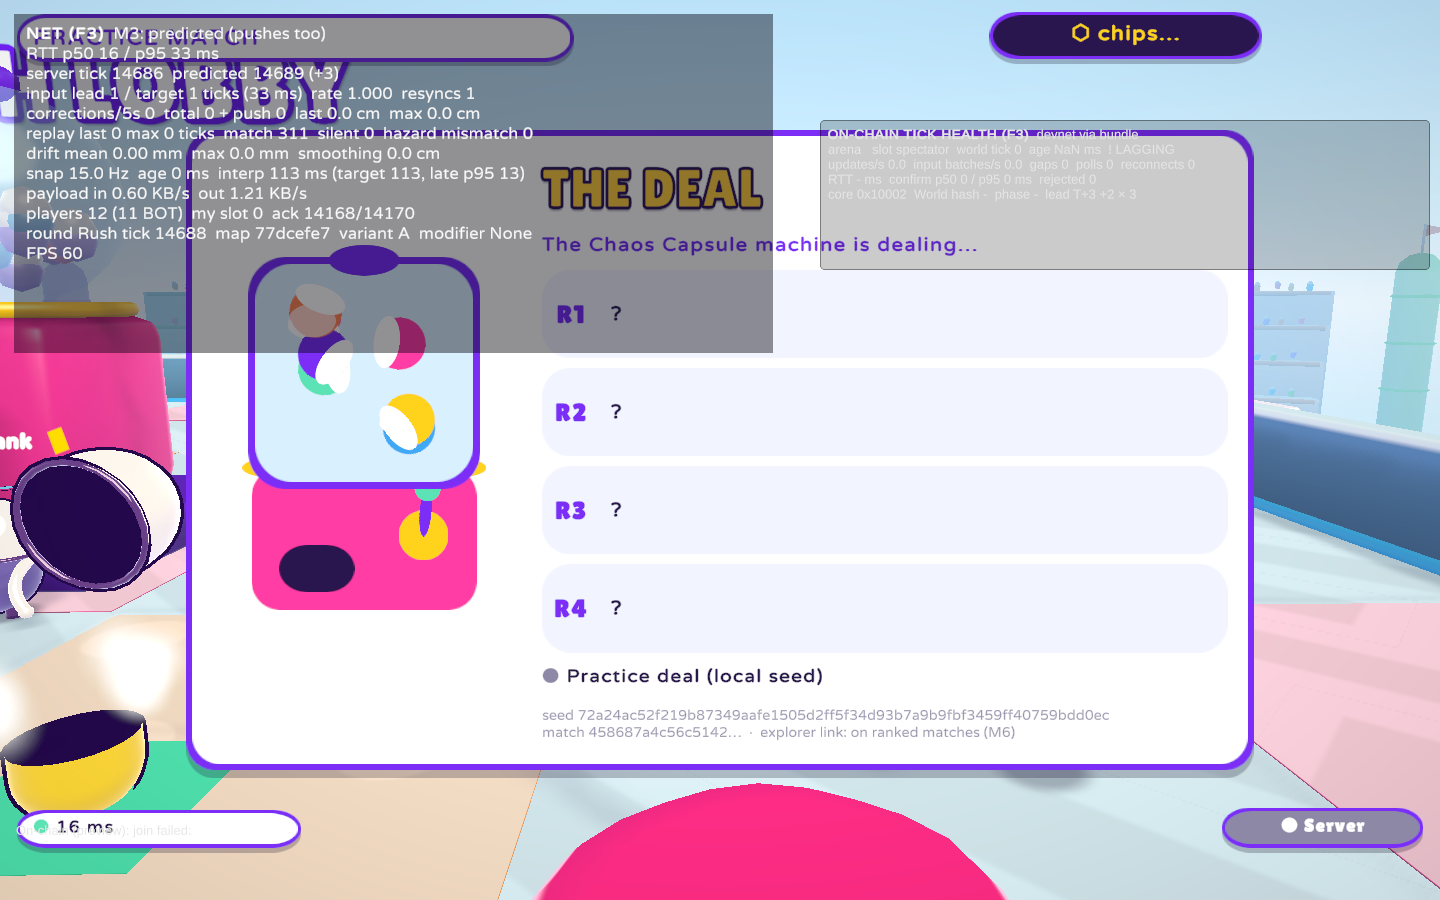 PRACTICE MATCH
LOBBY
NET (F3) M3: predicted (pushes too)
RTT p50 16 / p95 33 ms
server tick 14686 predicted 14689 (+3)
input lead 1 / target 1 ticks (33 ms) rate 1.000 resyncs 1
corrections/5s 0 total 0 + push 0 last 0.0 cm max 0.0 cm
replay last 0 max 0 ticks match 311 silent 0 hazard mismatch 0
drift mean 0.00 mm max 0.0 mm smoothing 0.0 cm
snap 15.0 Hz age 0 ms interp 113 ms (target 113, late p95 13)
payload in 0.60 KB/s out 1.21 KB/s
players 12 (11 BOT) my slot 0 ack 14168/14170
round Rush tick 14688 map 77dcefe7 variant A modifier None
FPS 60
chips...
ON-CHAIN TICK HEALTH (F3) devnet via bundle
arena slot spectator world tick 0 age NaN ms ! LAGGING
updates/s 0.0 input batches/s 0.0 gaps 0 polls 0 reconnects 0
RTT - ms confirm p50 0 / p95 0 ms rejected 0
core 0x10002 World hash - phase - lead T+3 +2 × 3
THE DEAL
The Chaos Capsule machine is dealing...
R1 ?
R2 ?
R3 ?
R4 ?
Practice deal (local seed)
seed 72a24ac52f219b87349aafe1505d2ff5f34d93b7a9b9fbf3459ff40759bdd0ec
match 458687a4c56c5142... · explorer link: on ranked matches (M6)
16 ms
join failed:
Server